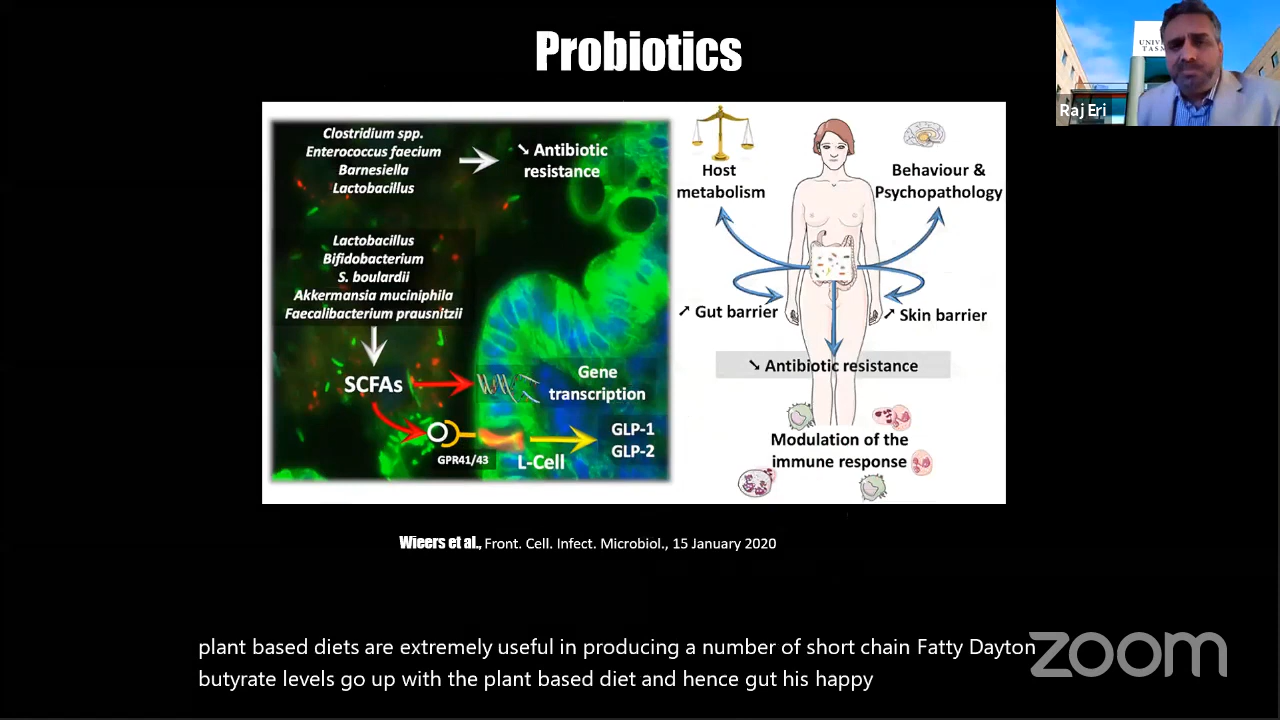 Probiotics
UNIV
TAS
Raj Eri
Clostridium spp.
Enterococcus faecium
Barnesiella
Lactobacillus
↘ Antibiotic
resistance
Lactobacillus
Bifidobacterium
S. boulardii
Akkermansia muciniphila
Faecalibacterium prausnitzii
SCFAs
Gene
transcription
GPR41/43
L-Cell
GLP-1
GLP-2
Host
metabolism
Behaviour &
Psychopathology
↗ Gut barrier
↗ Skin barrier
↘ Antibiotic resistance
Modulation of the
immune response
Wieers et al., Front. Cell. Infect. Microbiol., 15 January 2020
plant based diets are extremely useful in producing a number of short chain Fatty Dayton
butyrate levels go up with the plant based diet and hence gut his happy
zoom